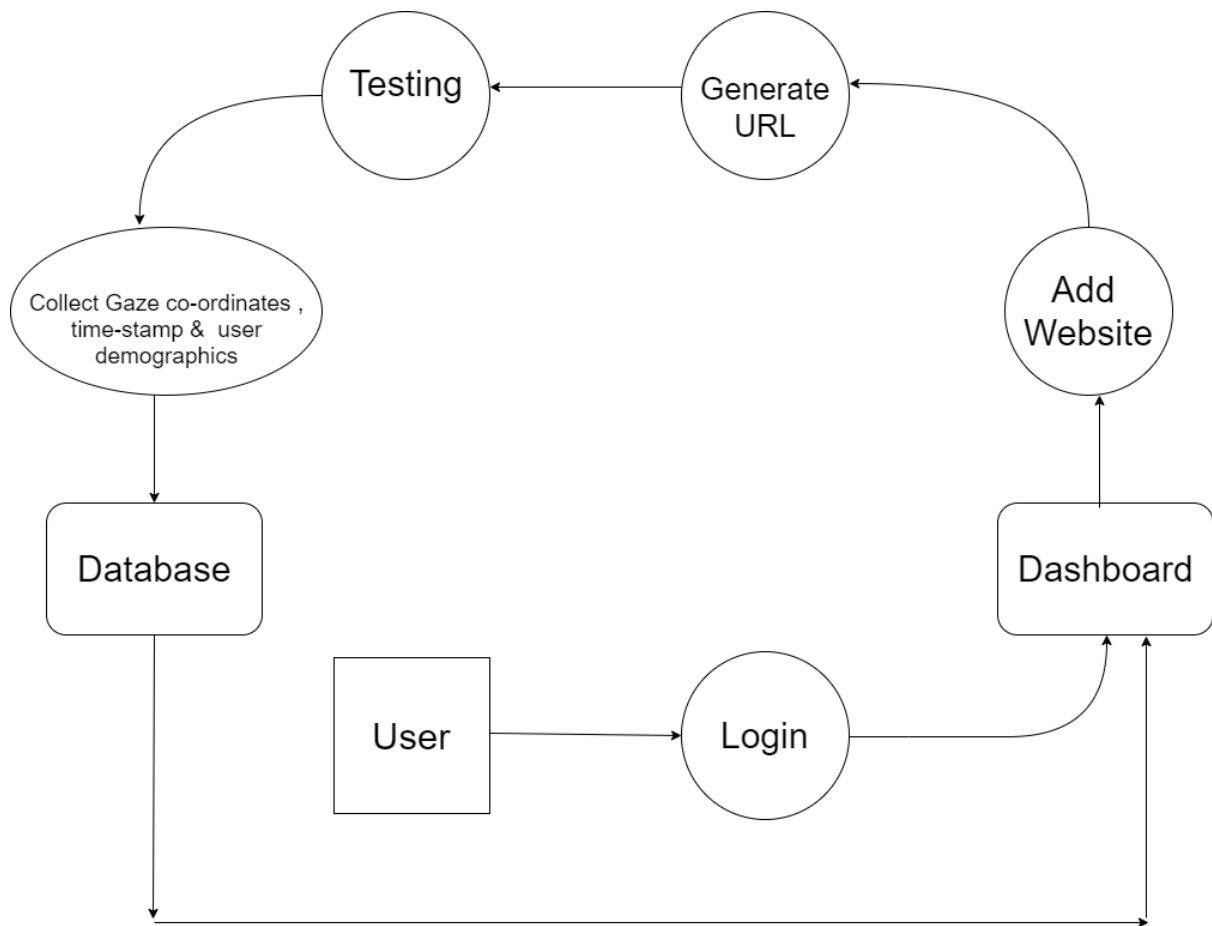 Testing
Generate
URL
Collect Gaze co-ordinates ,
time-stamp & user
demographics
Add
Website
Database
Dashboard
User
Login